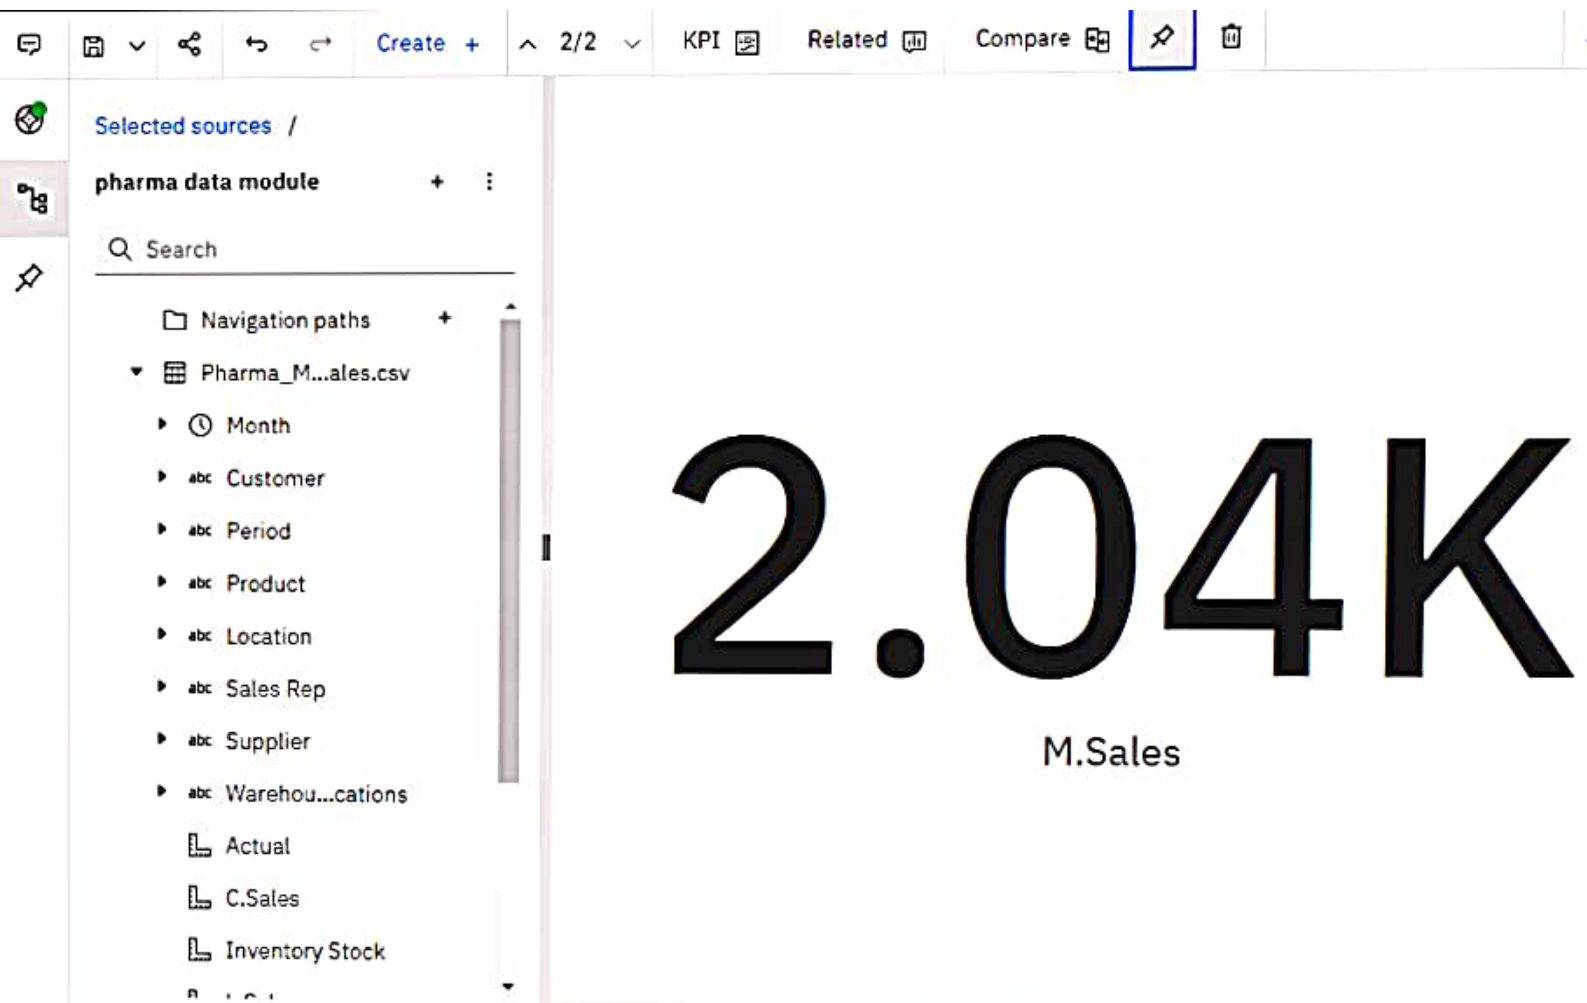 Create +
2/2
KPI
Related
Compare
Selected sources /
pharma data module
Search
Navigation paths
Pharma_M...ales.csv
Month
abc Customer
abc Period
abc Product
abc Location
abc Sales Rep
abc Supplier
abc Warehou...cations
Actual
C.Sales
Inventory Stock
2.04K
M.Sales